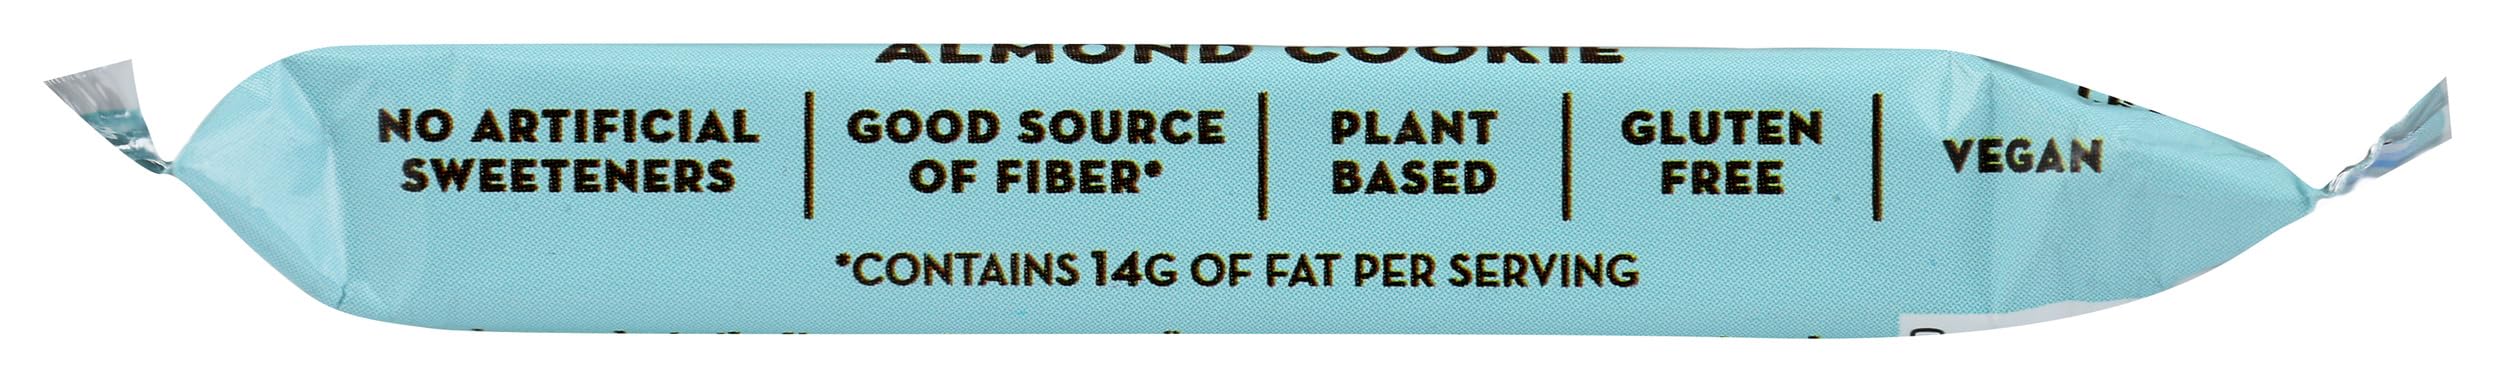 ALMOND COOKIE
NO ARTIFICIAL
SWEETENERS
GOOD SOURCE
OF FIBER*
PLANT
BASED
GLUTEN
FREE
VEGAN
*CONTAINS 14G OF FAT PER SERVING